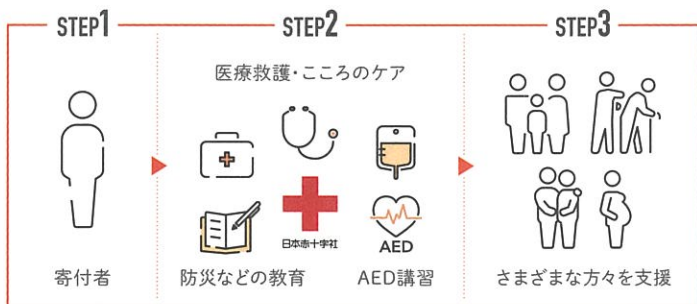 STEP1
STEP2
STEP3
医療救護・こころのケア
日本赤十字社
AED
寄付者
防災などの教育
AED講習
さまざまな方々を支援